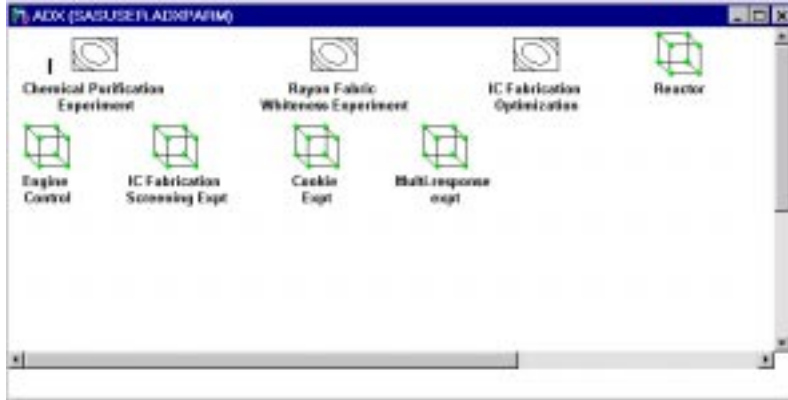 ADX (SASUSER.ADXPARM)
Chemical Purification
Experiment
Rayon Fabric
Whiteness Experiment
IC Fabrication
Optimization
Reactor
Engine
Control
IC Fabrication
Screening Expt
Cookie
Expt
Multi-response
expt